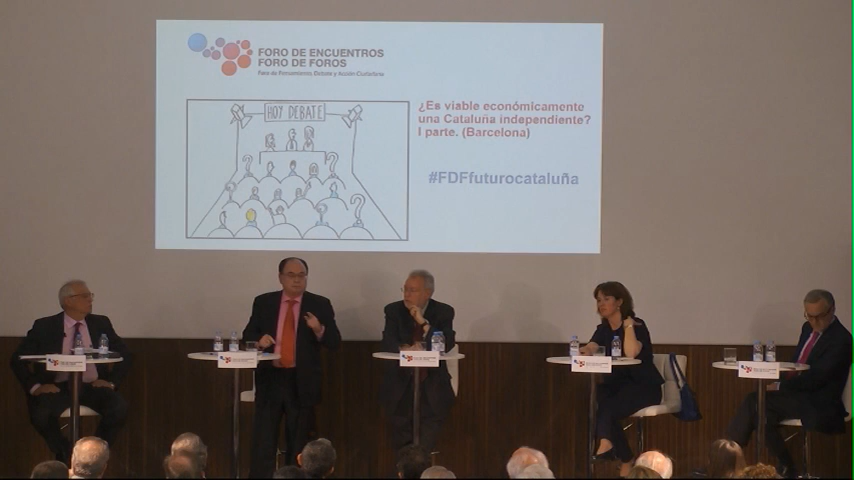 FORO DE ENCUENTROS
FORO DE FOROS
Foro de Pensamiento, Debate y Acción Ciudadana
HOY DEBATE
¿Es viable económicamente
una Cataluña independiente?
I parte. (Barcelona)
#FDFfuturocataluña